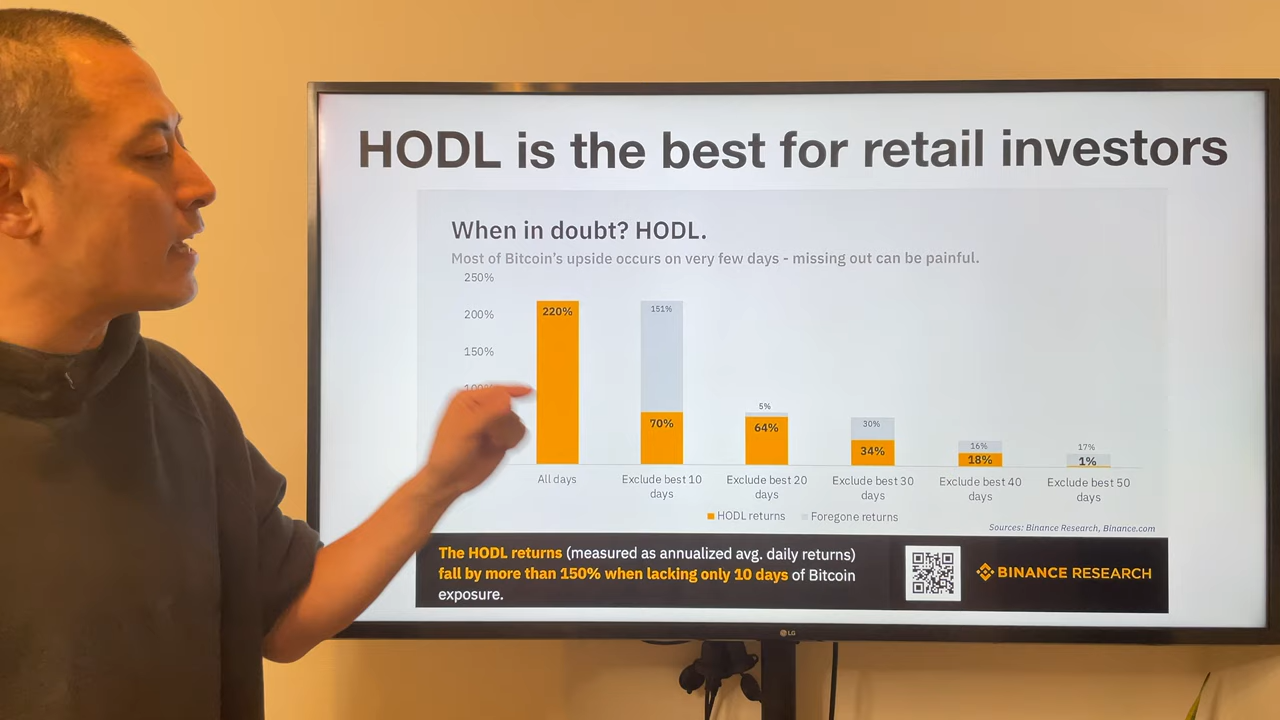 HODL is the best for retail investors
When in doubt? HODL.
Most of Bitcoin's upside occurs on very few days - missing out can be painful.
250%
200%
150%
100%
220%
151%
70%
5%
64%
30%
34%
16%
18%
17%
1%
All days
Exclude best 10
days
Exclude best 20
days
Exclude best 30
days
Exclude best 40
days
Exclude best 50
days
HODL returns
Foregone returns
Sources: Binance Research, Binance.com
The HODL returns (measured as annualized avg. daily returns)
fall by more than 150% when lacking only 10 days of Bitcoin
exposure.
BINANCE RESEARCH
LG